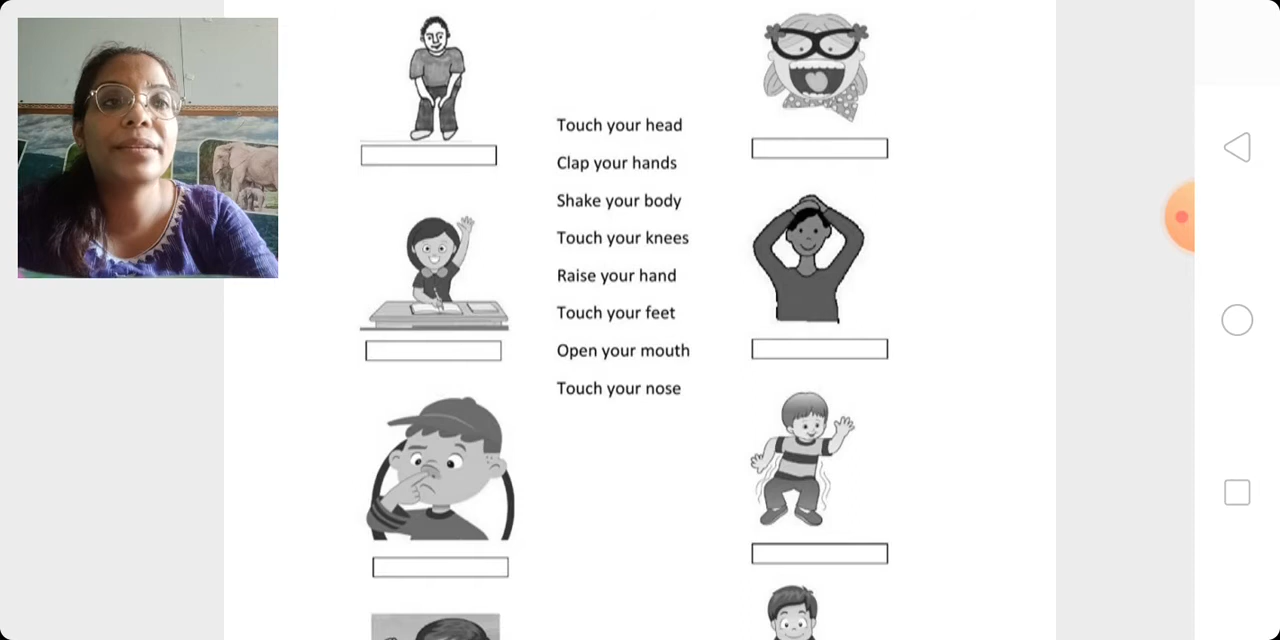 Touch your head
Clap your hands
Shake your body
Touch your knees
Raise your hand
Touch your feet
Open your mouth
Touch your nose